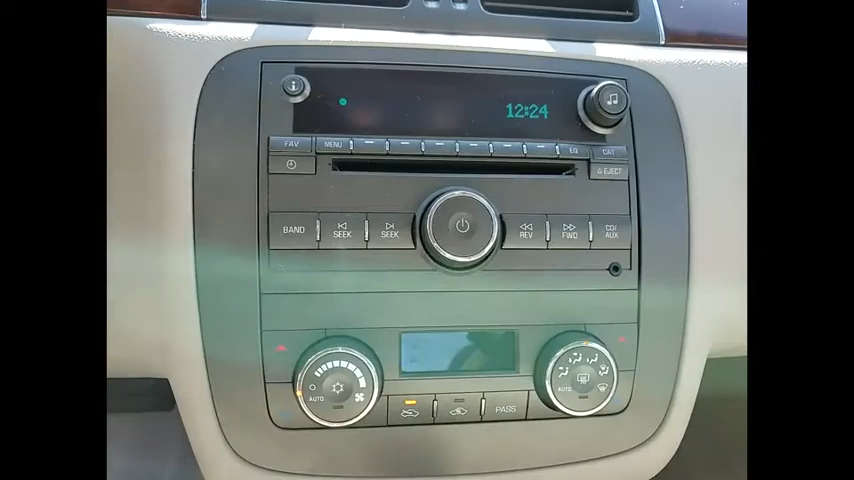 12:24
FAV
MENU
EQ
CAT
EJECT
BAND
SEEK
SEEK
REV
FWD
CD/
AUX
AUTO
AUTO
PASS